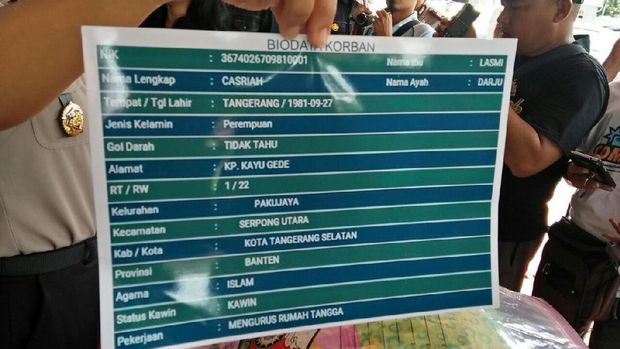 BIODATA KORBAN
NIK : 3674026709810001 Nama Ibu : LASMI
Nama Lengkap : CASRIAH Nama Ayah : DARJU
Tempat / Tgl Lahir : TANGERANG / 1981-09-27
Jenis Kelamin : Perempuan
Gol Darah : TIDAK TAHU
Alamat : KP. KAYU GEDE
RT / RW : 1 / 22
Kelurahan : PAKUJAYA
Kecamatan : SERPONG UTARA
Kab / Kota : KOTA TANGERANG SELATAN
Provinsi : BANTEN
Agama : ISLAM
Status Kawin : KAWIN
Pekerjaan : MENGURUS RUMAH TANGGA